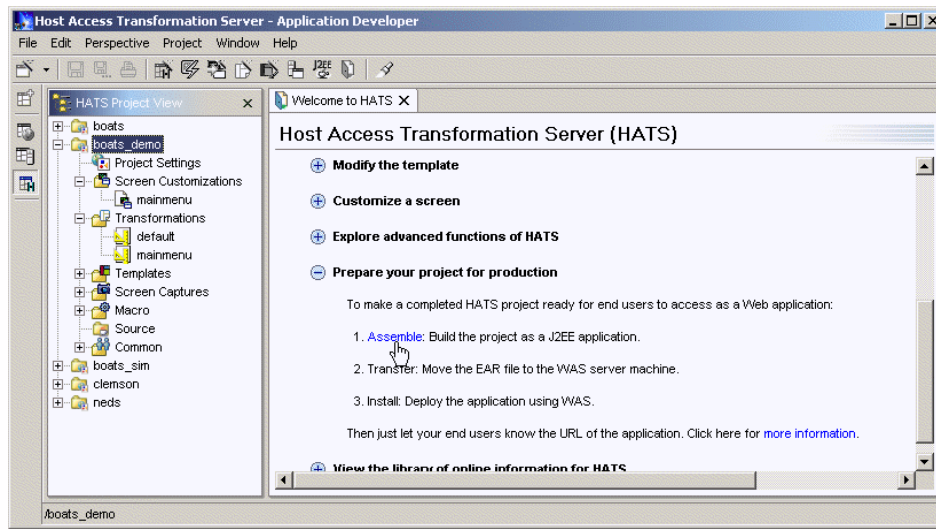 Host Access Transformation Server - Application Developer
File Edit Perspective Project Window Help
HATS Project View
Welcome to HATS
boats
boats_demo
Project Settings
Screen Customizations
mainmenu
Transformations
default
mainmenu
Templates
Screen Captures
Macro
Source
Common
boats_sim
clemson
neds
Host Access Transformation Server (HATS)
Modify the template
Customize a screen
Explore advanced functions of HATS
Prepare your project for production
To make a completed HATS project ready for end users to access as a Web application:
1. Assemble: Build the project as a J2EE application.
2. Transfer: Move the EAR file to the WAS server machine.
3. Install: Deploy the application using WAS.
Then just let your end users know the URL of the application. Click here for more information.
View the library of online information for HATS
/boats_demo